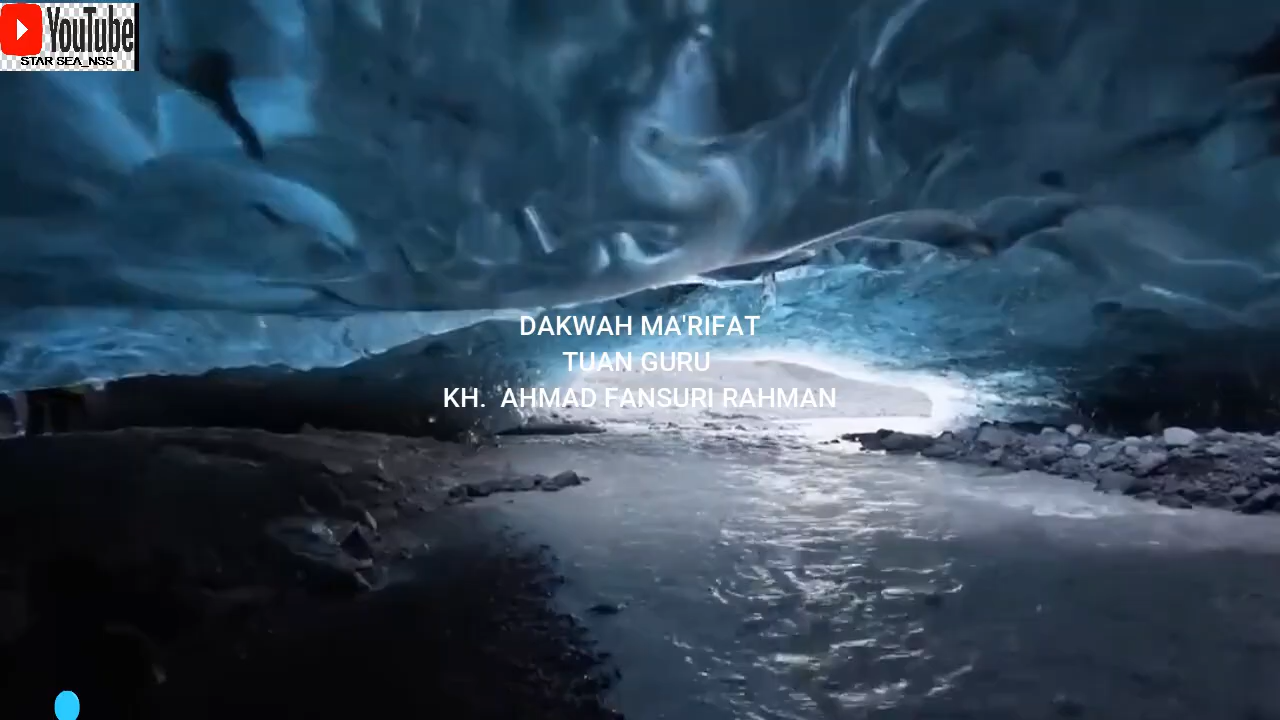 YouTube
STAR SEA_NSS
DAKWAH MA'RIFAT
TUAN GURU
KH. AHMAD FANSURI RAHMAN